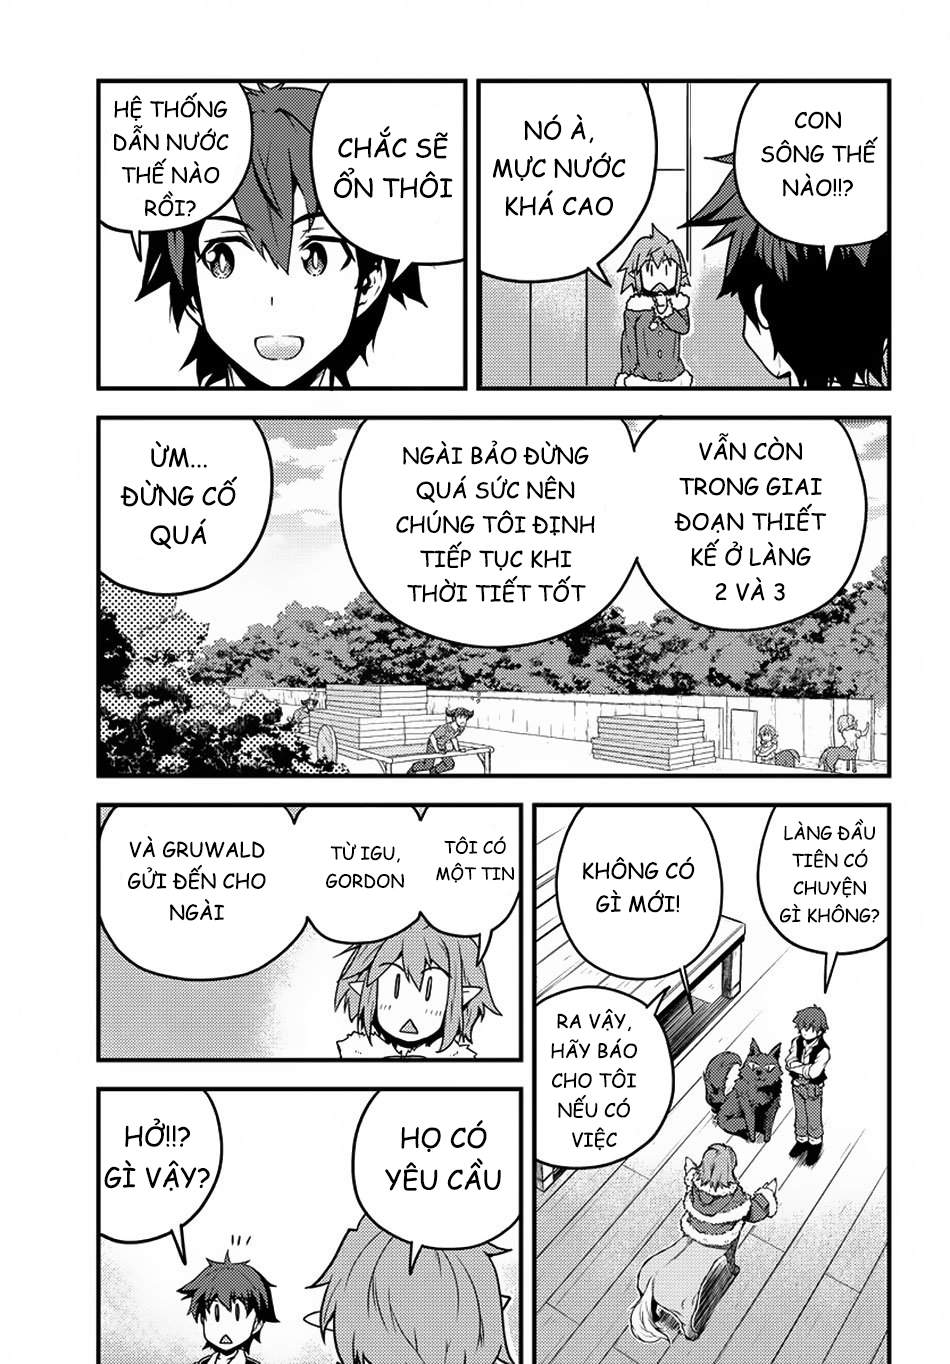 CON
SÔNG THẾ
NÀO!!?
NÓ À,
MỰC NƯỚC
KHÁ CAO
CHẮC SẼ
ỔN THÔI
HỆ THỐNG
DẪN NƯỚC
THẾ NÀO
RỒI?
VẪN CÒN
TRONG GIAI
ĐOẠN THIẾT
KẾ Ở LÀNG
2 VÀ 3
NGÀI BẢO ĐỪNG
QUÁ SỨC NÊN
CHÚNG TÔI ĐỊNH
TIẾP TỤC KHI
THỜI TIẾT TỐT
ỪM...
ĐỪNG CỐ
QUÁ
LÀNG ĐẦU
TIÊN CÓ
CHUYỆN
GÌ KHÔNG?
KHÔNG CÓ
GÌ MỚI!
RA VẬY,
HÃY BÁO
CHO TÔI
NẾU CÓ
VIỆC
TÔI CÓ
MỘT TIN
TỪ IGU,
GORDON
VÀ GRUWALD
GỬI ĐẾN CHO
NGÀI
HỌ CÓ
YÊU CẦU
HỞ!!?
GÌ VẬY?